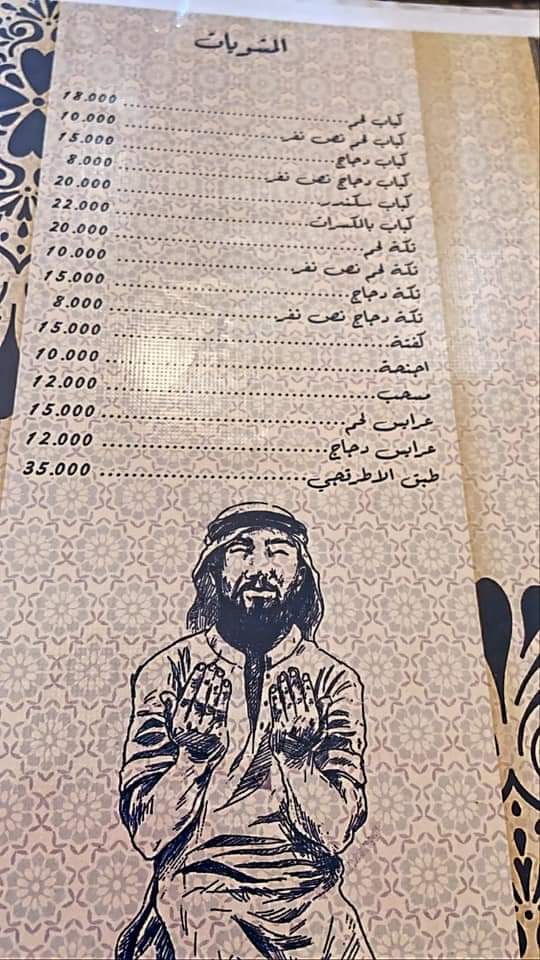 المشويات
كباب لحم 18.000
كباب لحم نص نفر 10.000
كباب دجاج 15.000
كباب دجاج نص نفر 8.000
كباب سكندر 20.000
كباب بالكسرات 22.000
تكة لحم 20.000
تكة لحم نص نفر 10.000
تكة دجاج 15.000
تكة دجاج نص نفر 8.000
كفتة 15.000
اجنحة 10.000
مسحب 12.000
عرايس لحم 15.000
عرايس دجاج 12.000
طبق الاطرقجي 35.000